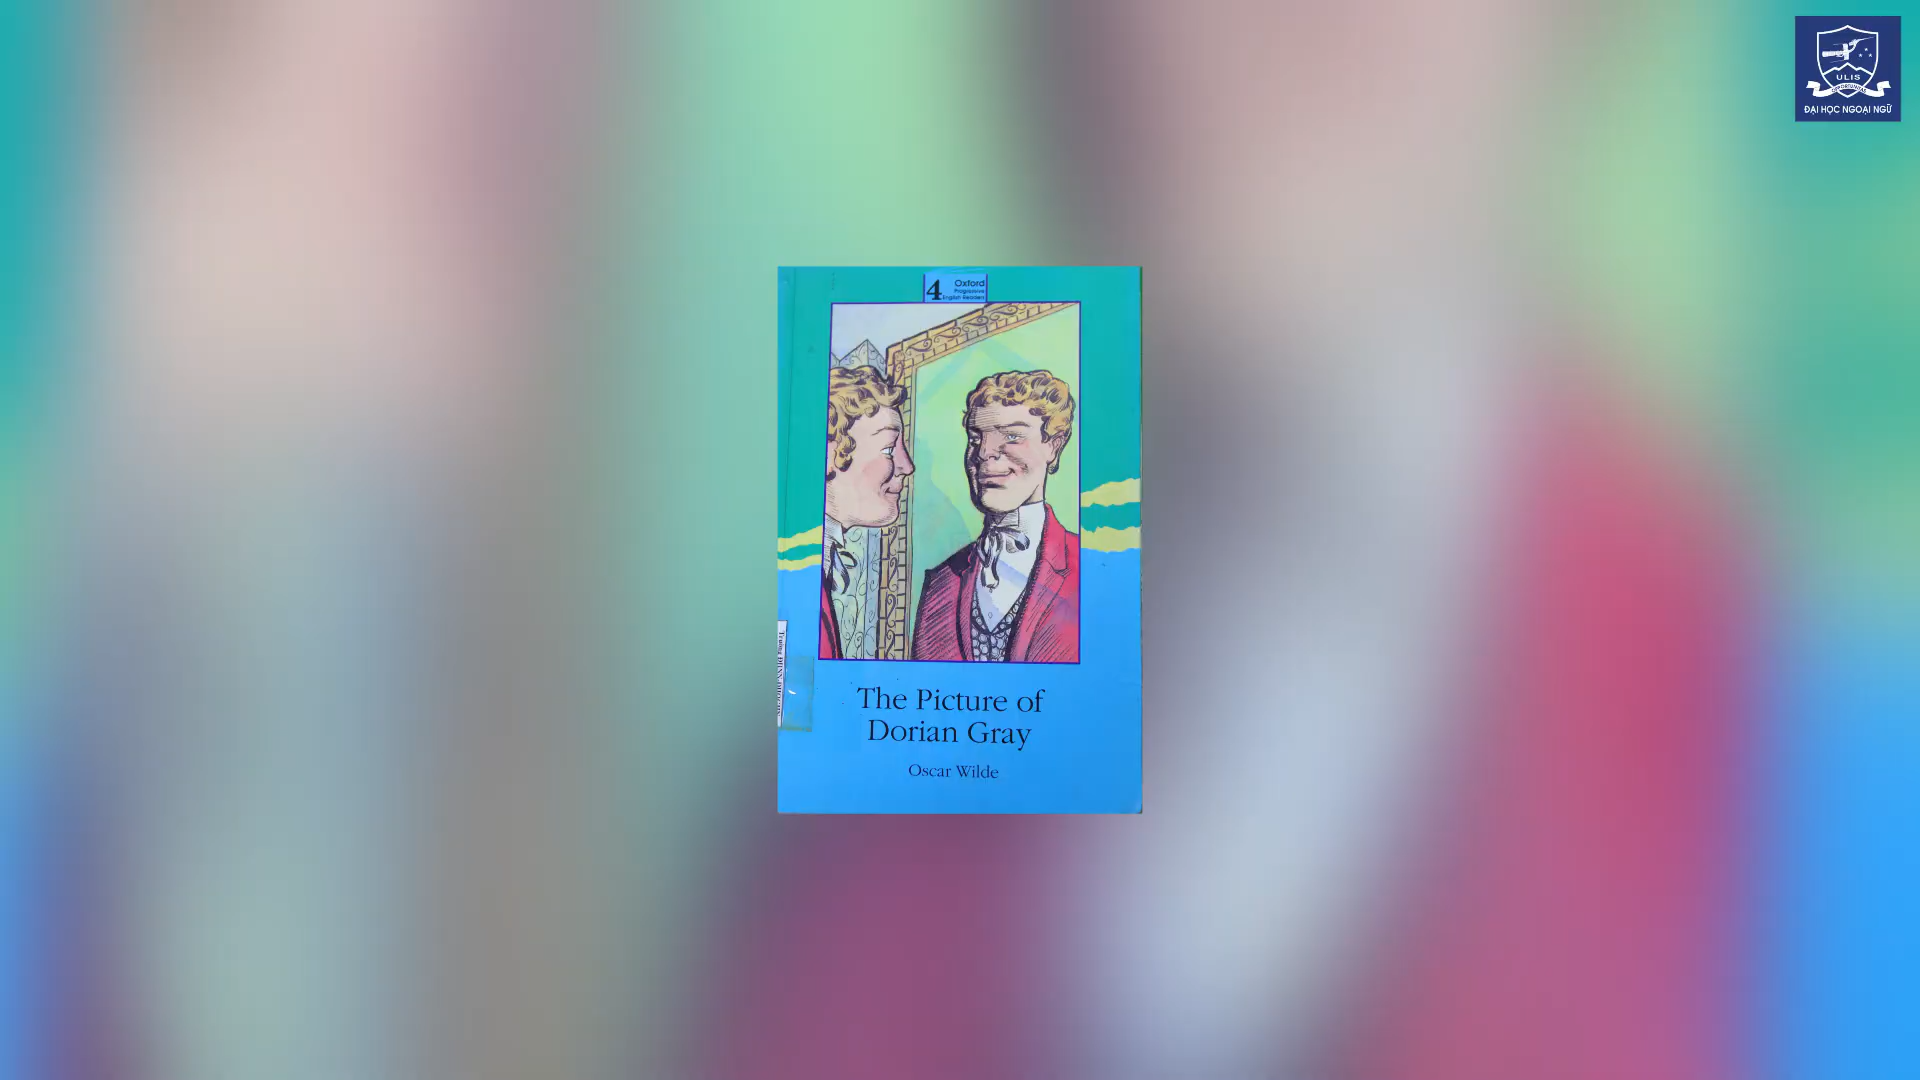 ULIS
ĐẠI HỌC NGOẠI NGỮ
4 Oxford
Progressive
English Readers
The Picture of
Dorian Gray
Oscar Wilde